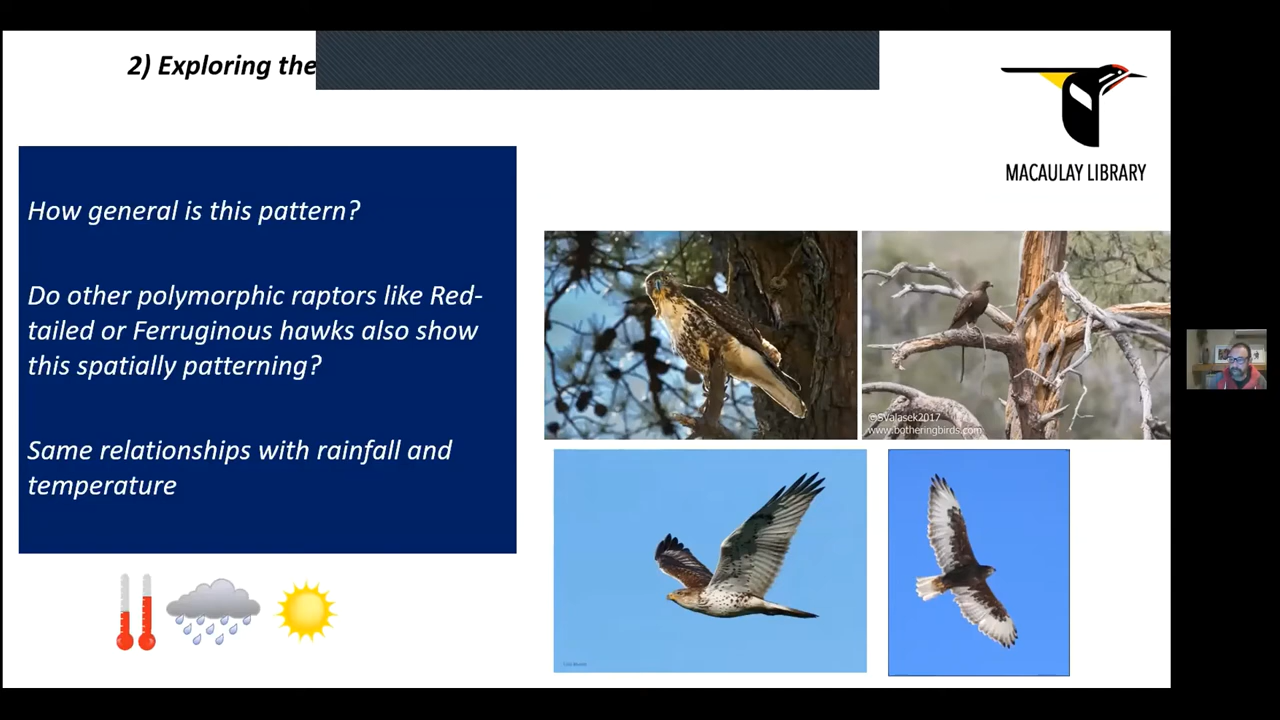 2) Exploring the
MACAULAY LIBRARY
How general is this pattern?
Do other polymorphic raptors like Red-
tailed or Ferruginous hawks also show
this spatially patterning?
Same relationships with rainfall and
temperature
@Svalasek2017
www.botheringbirds.com